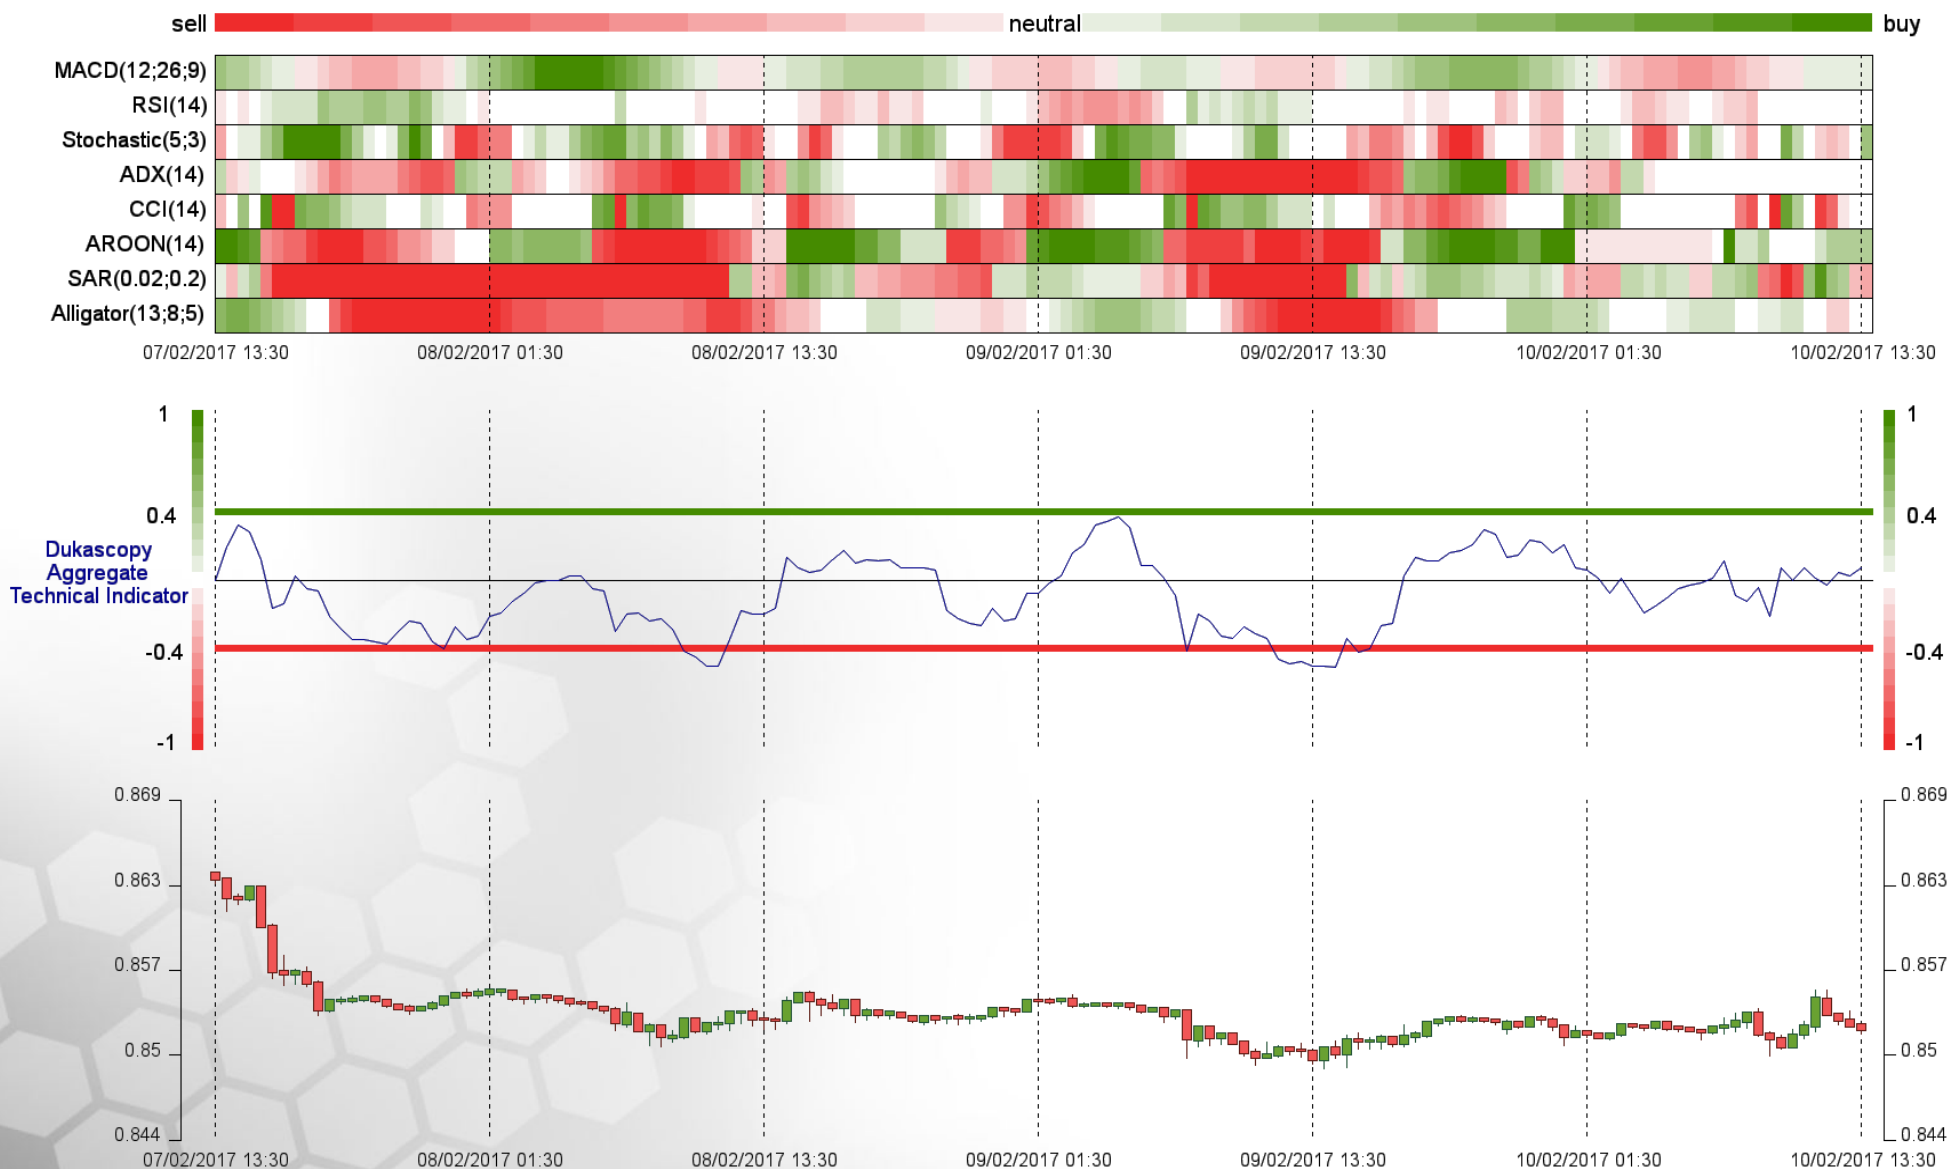 sell neutral buy
MACD(12;26;9)
RSI(14)
Stochastic(5;3)
ADX(14)
CCI(14)
AROON(14)
SAR(0.02;0.2)
Alligator(13;8;5)
07/02/2017 13:30 08/02/2017 01:30 08/02/2017 13:30 09/02/2017 01:30 09/02/2017 13:30 10/02/2017 01:30 10/02/2017 13:30
1 1
0.4 0.4
Dukascopy
Aggregate
Technical Indicator
-0.4 -0.4
-1 -1
0.869 0.869
0.863 0.863
0.857 0.857
0.85 0.85
0.844 0.844
07/02/2017 13:30 08/02/2017 01:30 08/02/2017 13:30 09/02/2017 01:30 09/02/2017 13:30 10/02/2017 01:30 10/02/2017 13:30